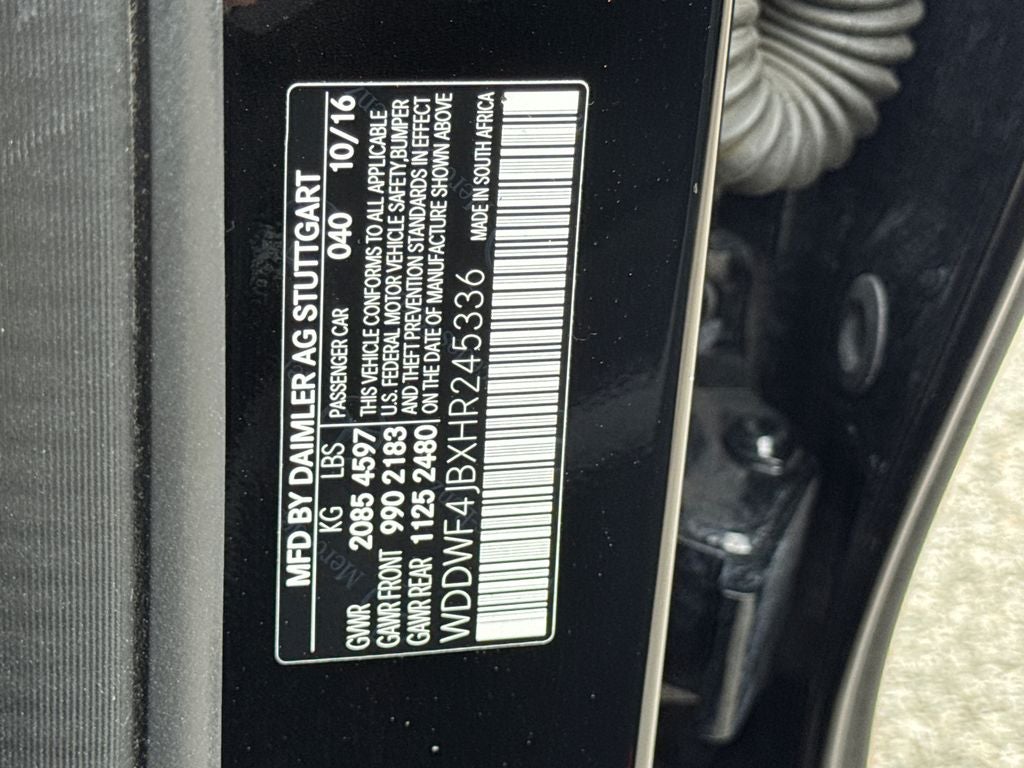 MFD BY DAIMLER AG STUTTGART
KG LBS PASSENGER CAR 040 10/16
GVWR 2085 4597 THIS VEHICLE CONFORMS TO ALL APPLICABLE
GAWR FRONT 990 2183 U.S. FEDERAL MOTOR VEHICLE SAFETY,BUMPER
GAWR REAR 1125 2480 AND THEFT PREVENTION STANDARDS IN EFFECT
ON THE DATE OF MANUFACTURE SHOWN ABOVE
WDDWF4JBXHR245336 MADE IN SOUTH AFRICA